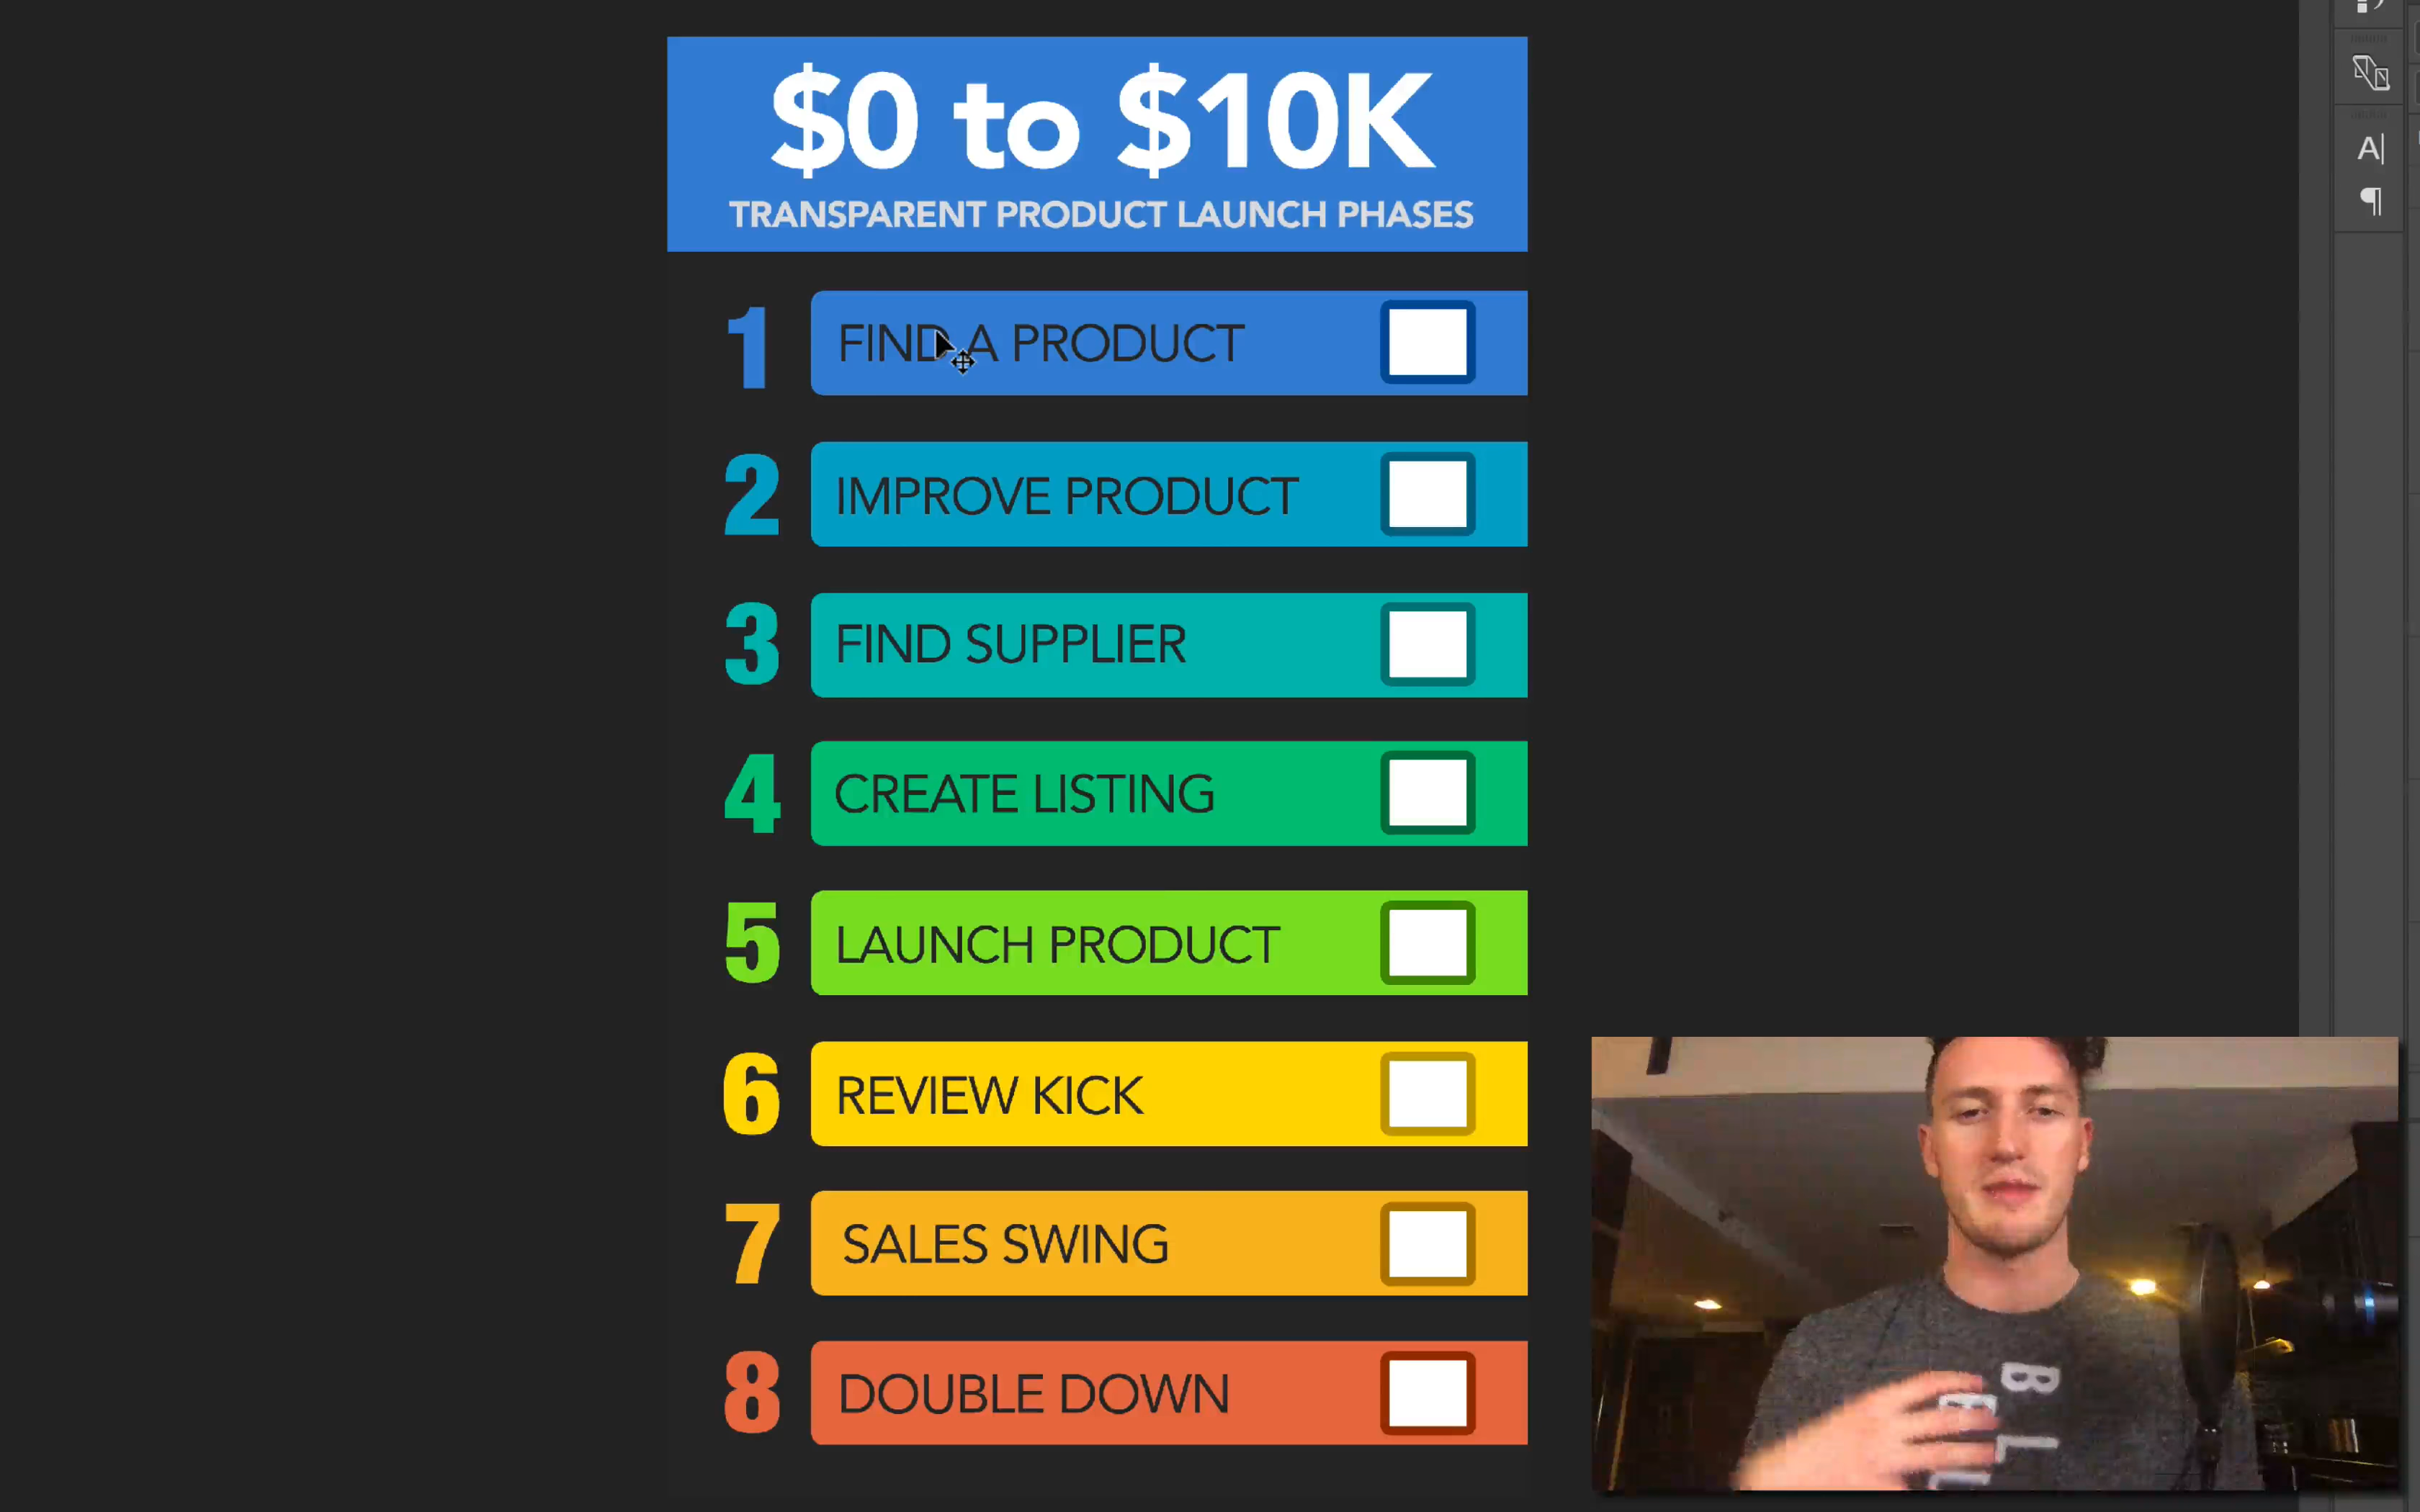 $0 to $10K
TRANSPARENT PRODUCT LAUNCH PHASES
1 FIND A PRODUCT
2 IMPROVE PRODUCT
3 FIND SUPPLIER
4 CREATE LISTING
5 LAUNCH PRODUCT
6 REVIEW KICK
7 SALES SWING
8 DOUBLE DOWN
A
¶